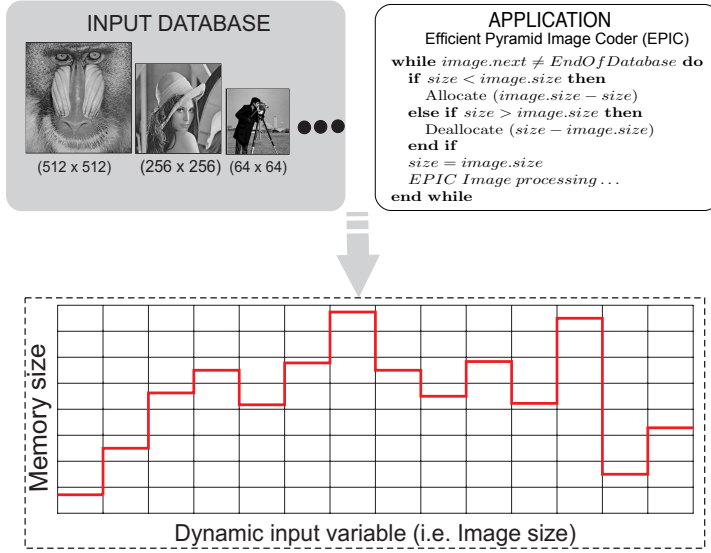 INPUT DATABASE
(512 x 512)
(256 x 256)
(64 x 64)
APPLICATION
Efficient Pyramid Image Coder (EPIC)
while image.next ≠ EndOfDatabase do
if size < image.size then
Allocate (image.size − size)
else if size > image.size then
Deallocate (size − image.size)
end if
size = image.size
EPIC Image processing . . .
end while
Memory size
Dynamic input variable (i.e. Image size)